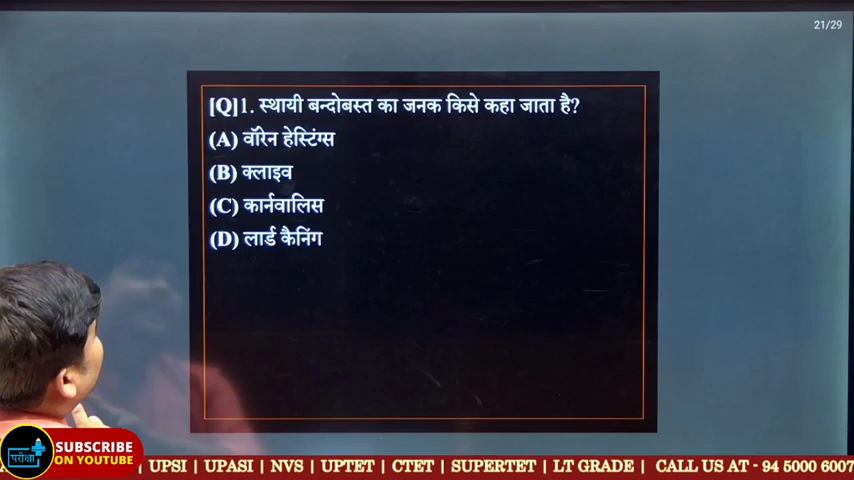 21/29
[Q]1. स्थायी बन्दोबस्त का जनक किसे कहा जाता है?
(A) वॉरेन हेस्टिंग्स
(B) क्लाइव
(C) कार्नवालिस
(D) लार्ड कैनिंग
परीक्षा
SUBSCRIBE
ON YOUTUBE
| UPSI | UPASI | NVS | UPTET | CTET | SUPERTET | LT GRADE | CALL US AT - 94 5000 6007